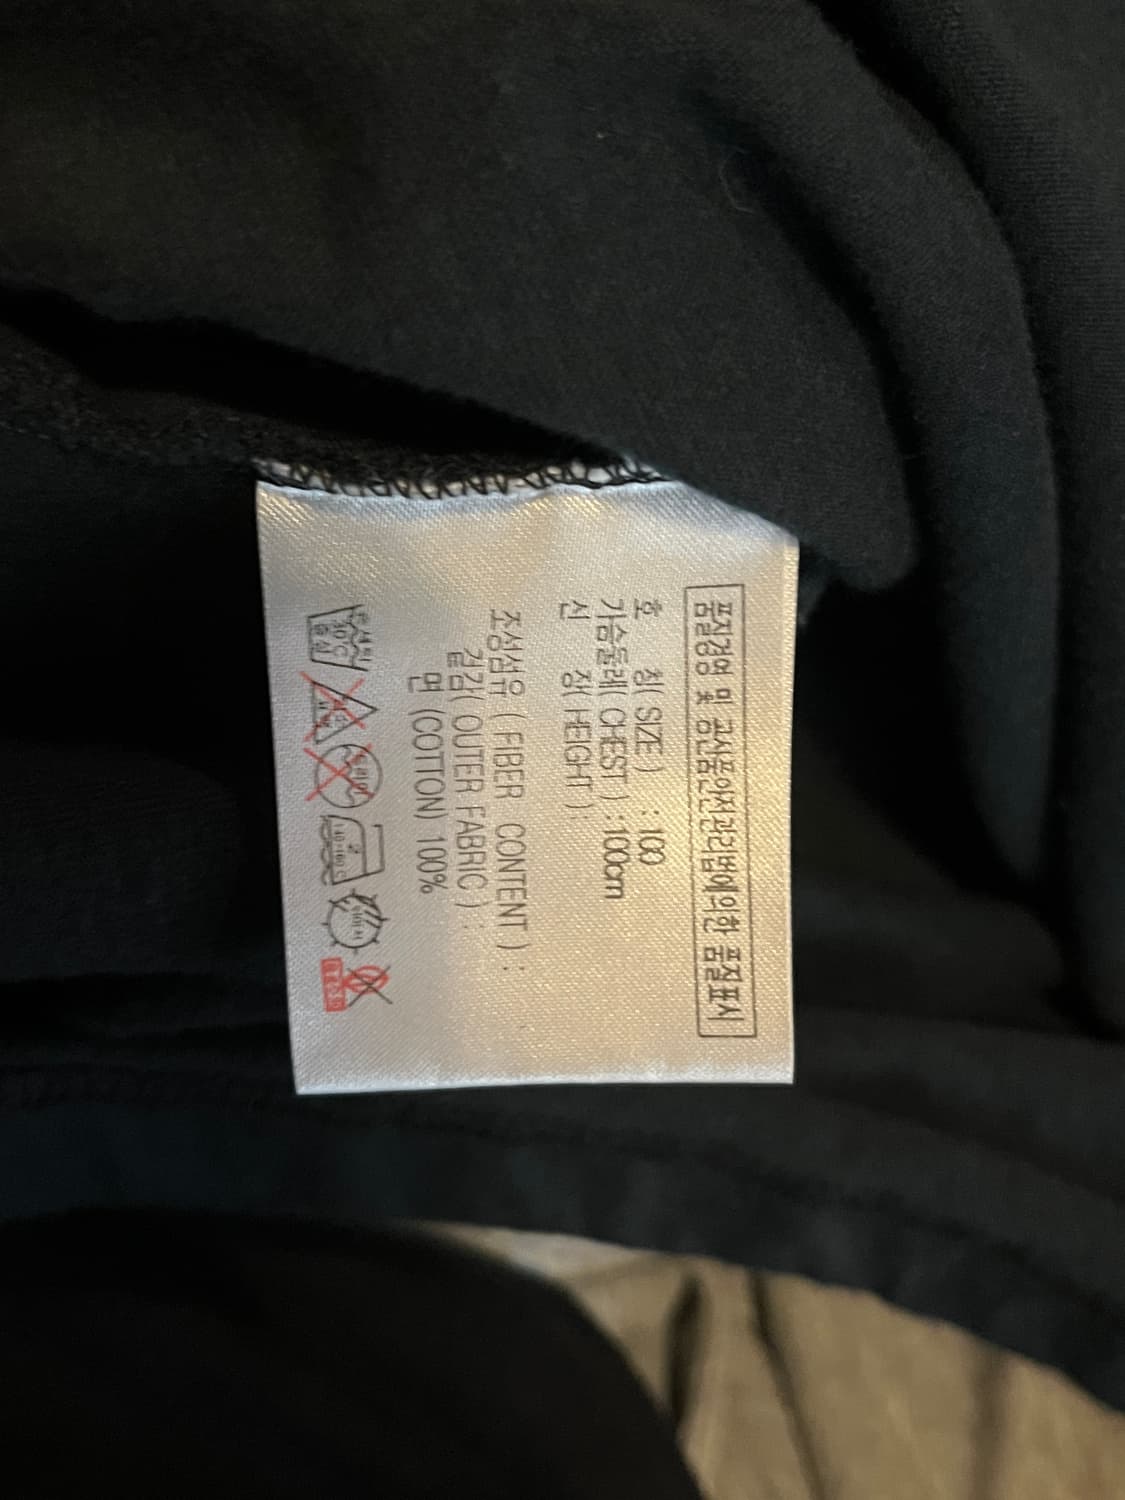 품질경영 및 공산품안전관리법에의한 품질표시
호 칭( SIZE ) : 100
가슴둘레( CHEST ) :100cm
신 장( HEIGHT ):
조성섬유 ( FIBER CONTENT ) :
겉감( OUTER FABRIC ) :
면 (COTTON) 100%
30℃